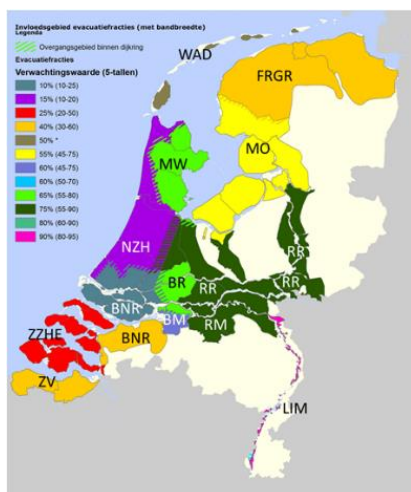 Invloedsgebied evacuatiefracties (met bandbreedte)
Legenda
Overgangsgebied binnen dijkring
Evacuatiefracties
Verwachtingswaarde (5-tallen)
10% (10-25)
15% (10-20)
25% (20-50)
40% (30-60)
50% *
55% (45-75)
60% (45-75)
60% (50-70)
65% (55-80)
75% (55-90)
80% (60-90)
90% (80-95)
WAD
FRGR
MW
MO
NZH
RR
BR
RR
RR
BNR
BM
RM
ZZHE
BNR
ZV
LIM